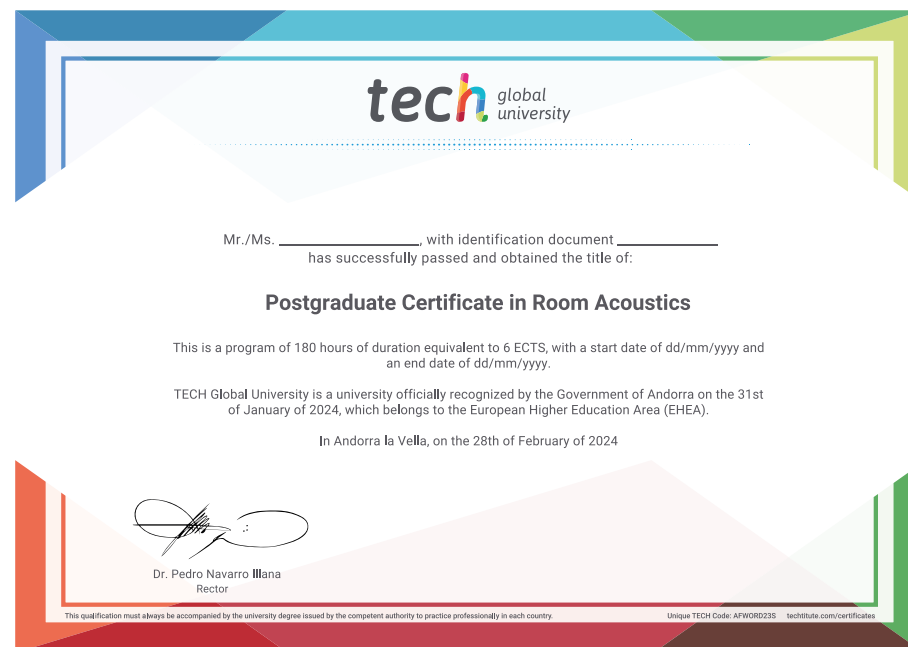 tech global university
Mr./Ms. ____________________, with identification document ______________
has successfully passed and obtained the title of:
Postgraduate Certificate in Room Acoustics
This is a program of 180 hours of duration equivalent to 6 ECTS, with a start date of dd/mm/yyyy and
an end date of dd/mm/yyyy.
TECH Global University is a university officially recognized by the Government of Andorra on the 31st
of January of 2024, which belongs to the European Higher Education Area (EHEA).
In Andorra la Vella, on the 28th of February of 2024
Dr. Pedro Navarro Illana
Rector
This qualification must always be accompanied by the university degree issued by the competent authority to practice professionally in each country.
Unique TECH Code: AFWORD23S techtitute.com/certificates